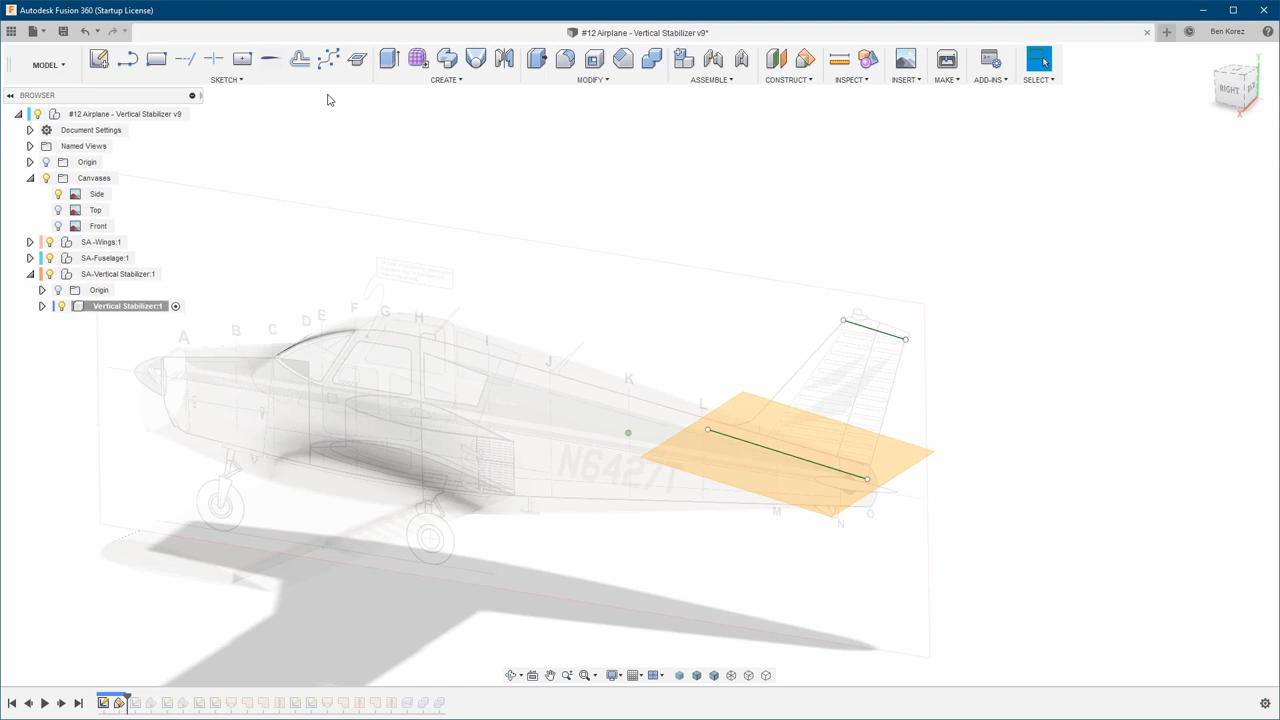 Autodesk Fusion 360 (Startup License)
#12 Airplane - Vertical Stabilizer v9*
Ben Korez
MODEL
SKETCH
CREATE
MODIFY
ASSEMBLE
CONSTRUCT
INSPECT
INSERT
MAKE
ADD-INS
SELECT
BROWSER
#12 Airplane - Vertical Stabilizer v9
Document Settings
Named Views
Origin
Canvases
Side
Top
Front
SA -Wings:1
SA-Fuselage:1
SA-Vertical Stabilizer:1
Origin
Vertical Stabilizer:1
RIGHT
A B C D E F G H I J K L
M N O